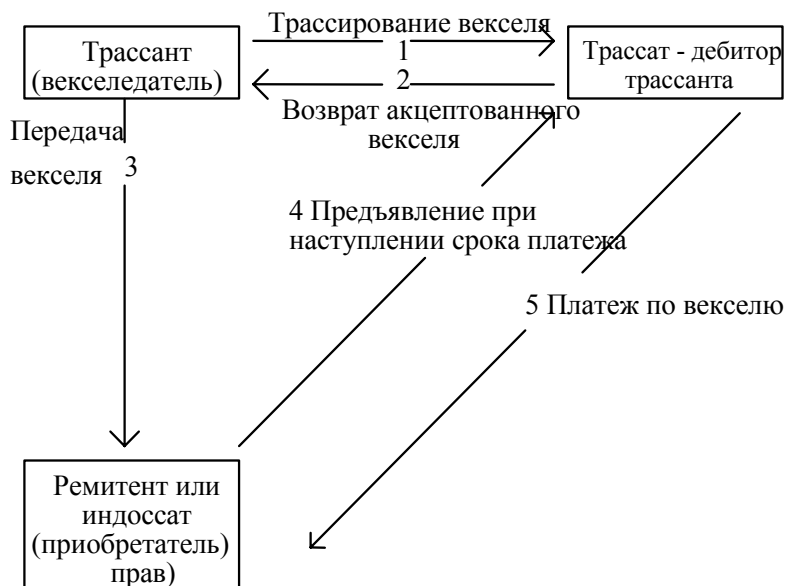 Трассирование векселя
1
Трассант
(векселедатель)
Трассат - дебитор
трассанта
2
Возврат акцептованного
векселя
Передача
векселя 3
4 Предъявление при
наступлении срока платежа
5 Платеж по векселю
Ремитент или
индоссат
(приобретатель)
прав)